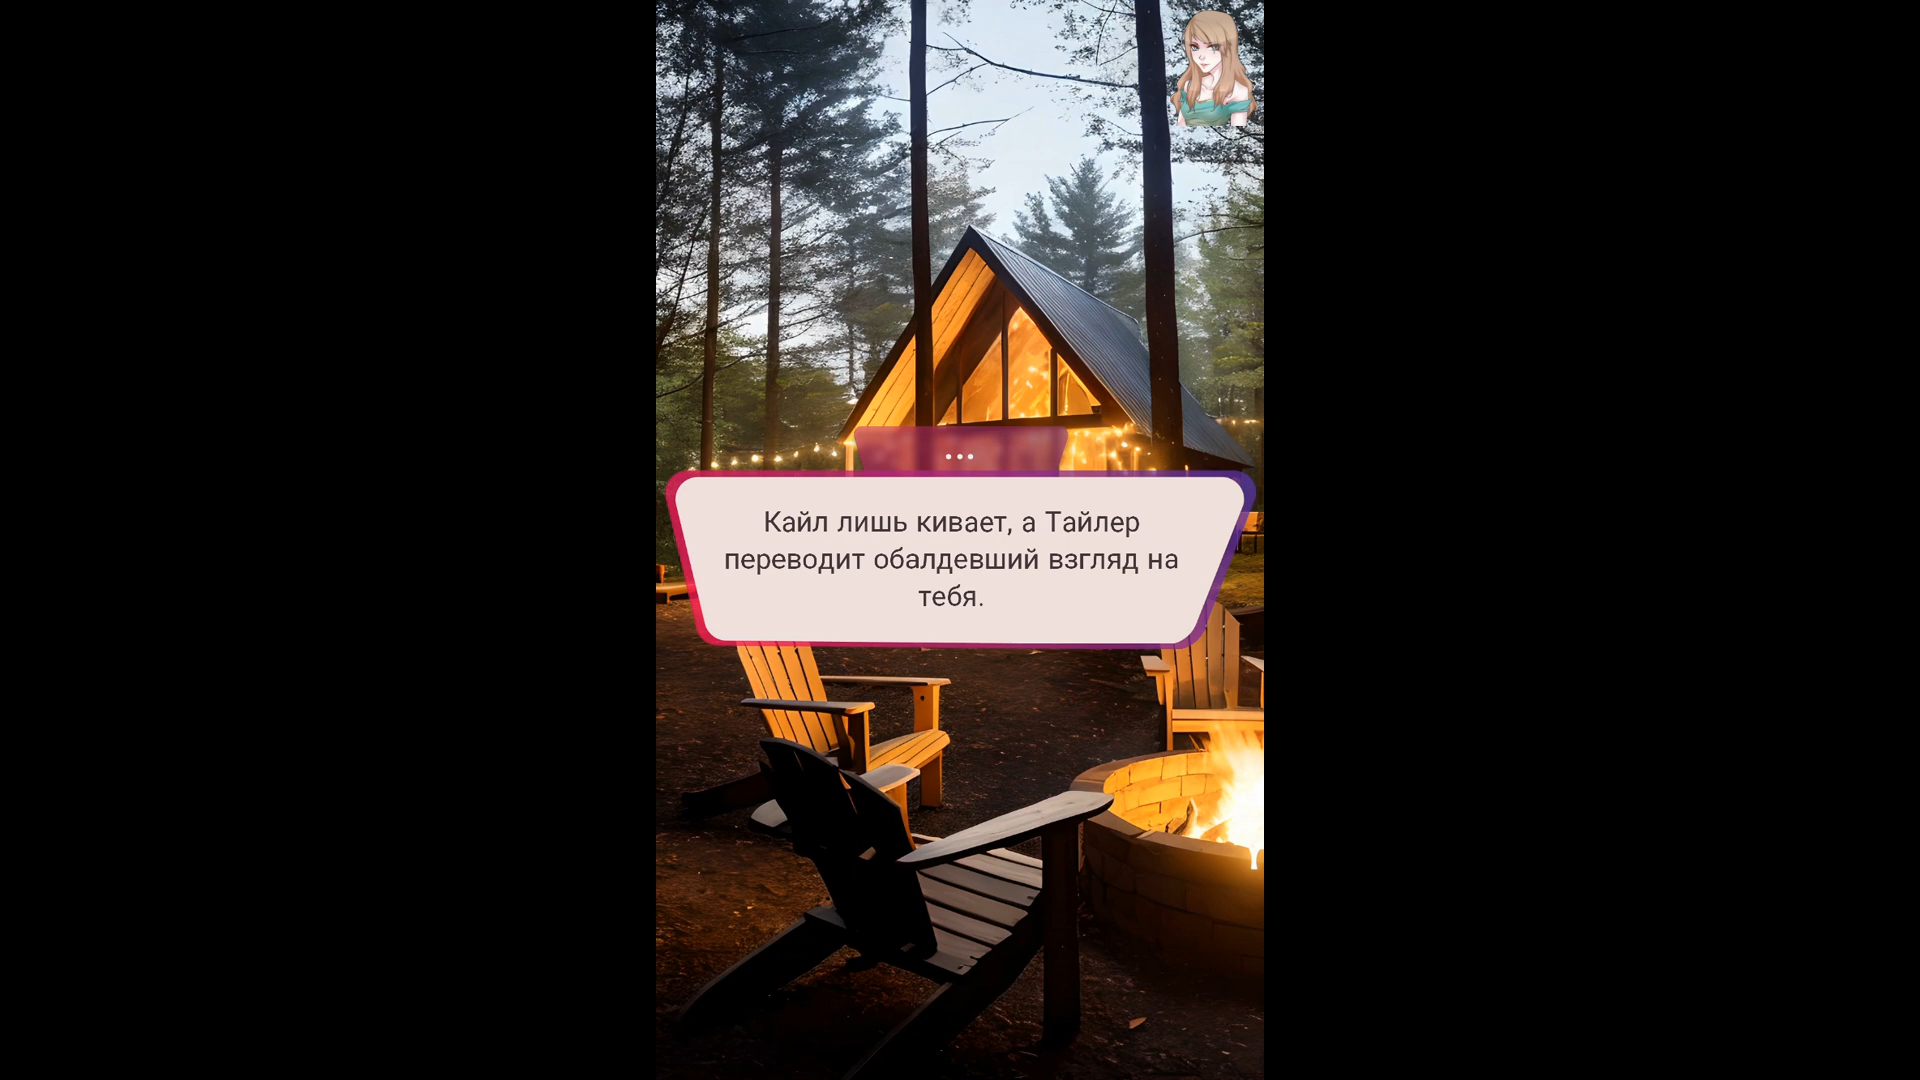 ...
Кайл лишь кивает, а Тайлер
переводит обалдевший взгляд на
тебя.